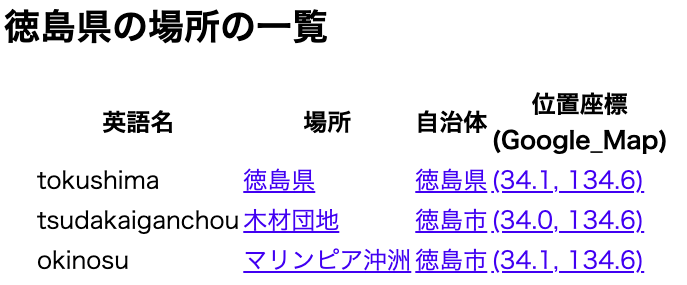 徳島県の場所の一覧
英語名 場所 自治体 位置座標
(Google_Map)
tokushima 徳島県 徳島県 (34.1, 134.6)
tsudakaiganchou 木材団地 徳島市 (34.0, 134.6)
okinosu マリンピア沖洲 徳島市 (34.1, 134.6)